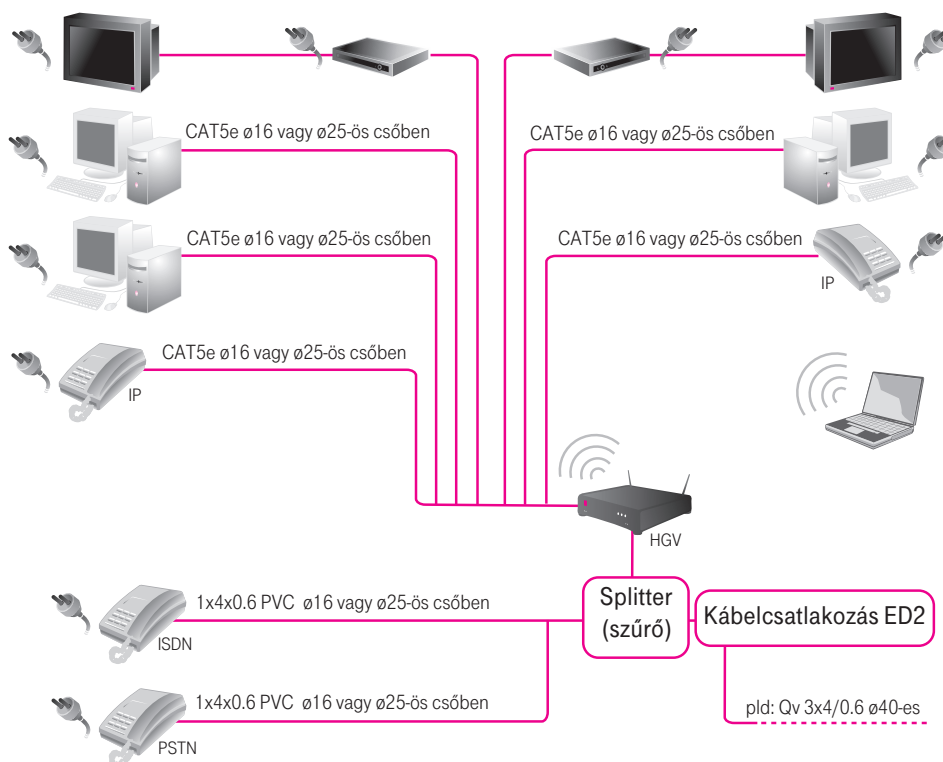 CAT5e ø16 vagy ø25-ös csőben
CAT5e ø16 vagy ø25-ös csőben
CAT5e ø16 vagy ø25-ös csőben
CAT5e ø16 vagy ø25-ös csőben
IP
CAT5e ø16 vagy ø25-ös csőben
IP
HGV
1x4x0.6 PVC ø16 vagy ø25-ös csőben
ISDN
Splitter
(szűrő)
Kábelcsatlakozás ED2
1x4x0.6 PVC ø16 vagy ø25-ös csőben
PSTN
pld: Qv 3x4/0.6 ø40-es